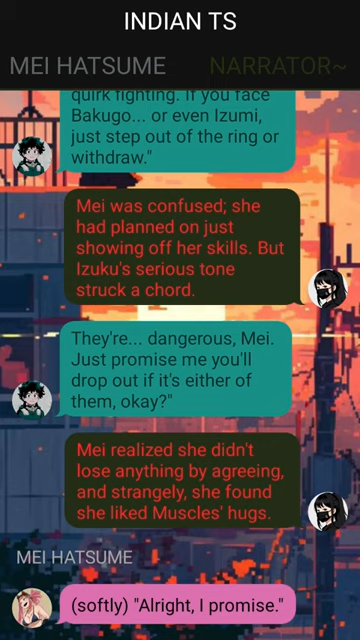 INDIAN TS
MEI HATSUME
NARRATOR~
quirk fighting. If you face
Bakugo... or even Izumi,
just step out of the ring or
withdraw."
Mei was confused; she
had planned on just
showing off her skills. But
Izuku's serious tone
struck a chord.
They're... dangerous, Mei.
Just promise me you'll
drop out if it's either of
them, okay?"
Mei realized she didn't
lose anything by agreeing,
and strangely, she found
she liked Muscles' hugs.
MEI HATSUME
(softly) "Alright, I promise."